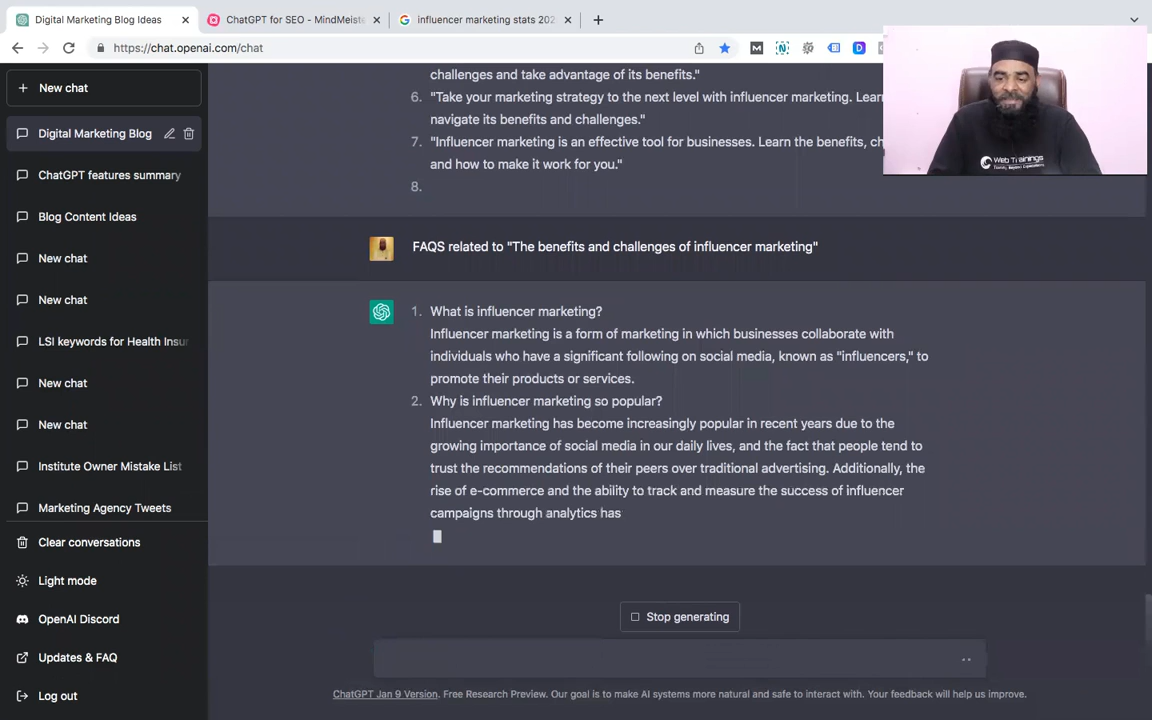 Digital Marketing Blog Ideas
ChatGPT for SEO - MindMeiste
influencer marketing stats 202
https://chat.openai.com/chat
New chat
Digital Marketing Blog
ChatGPT features summary
Blog Content Ideas
New chat
New chat
LSI keywords for Health Insur
New chat
New chat
Institute Owner Mistake List
Marketing Agency Tweets
Clear conversations
Light mode
OpenAI Discord
Updates & FAQ
Log out
challenges and take advantage of its benefits."
6. "Take your marketing strategy to the next level with influencer marketing. Learn
navigate its benefits and challenges."
7. "Influencer marketing is an effective tool for businesses. Learn the benefits, ch
and how to make it work for you."
8.
FAQS related to "The benefits and challenges of influencer marketing"
1. What is influencer marketing?
Influencer marketing is a form of marketing in which businesses collaborate with
individuals who have a significant following on social media, known as "influencers," to
promote their products or services.
2. Why is influencer marketing so popular?
Influencer marketing has become increasingly popular in recent years due to the
growing importance of social media in our daily lives, and the fact that people tend to
trust the recommendations of their peers over traditional advertising. Additionally, the
rise of e-commerce and the ability to track and measure the success of influencer
campaigns through analytics has
Stop generating
ChatGPT Jan 9 Version. Free Research Preview. Our goal is to make AI systems more natural and safe to interact with. Your feedback will help us improve.
Web Trainings